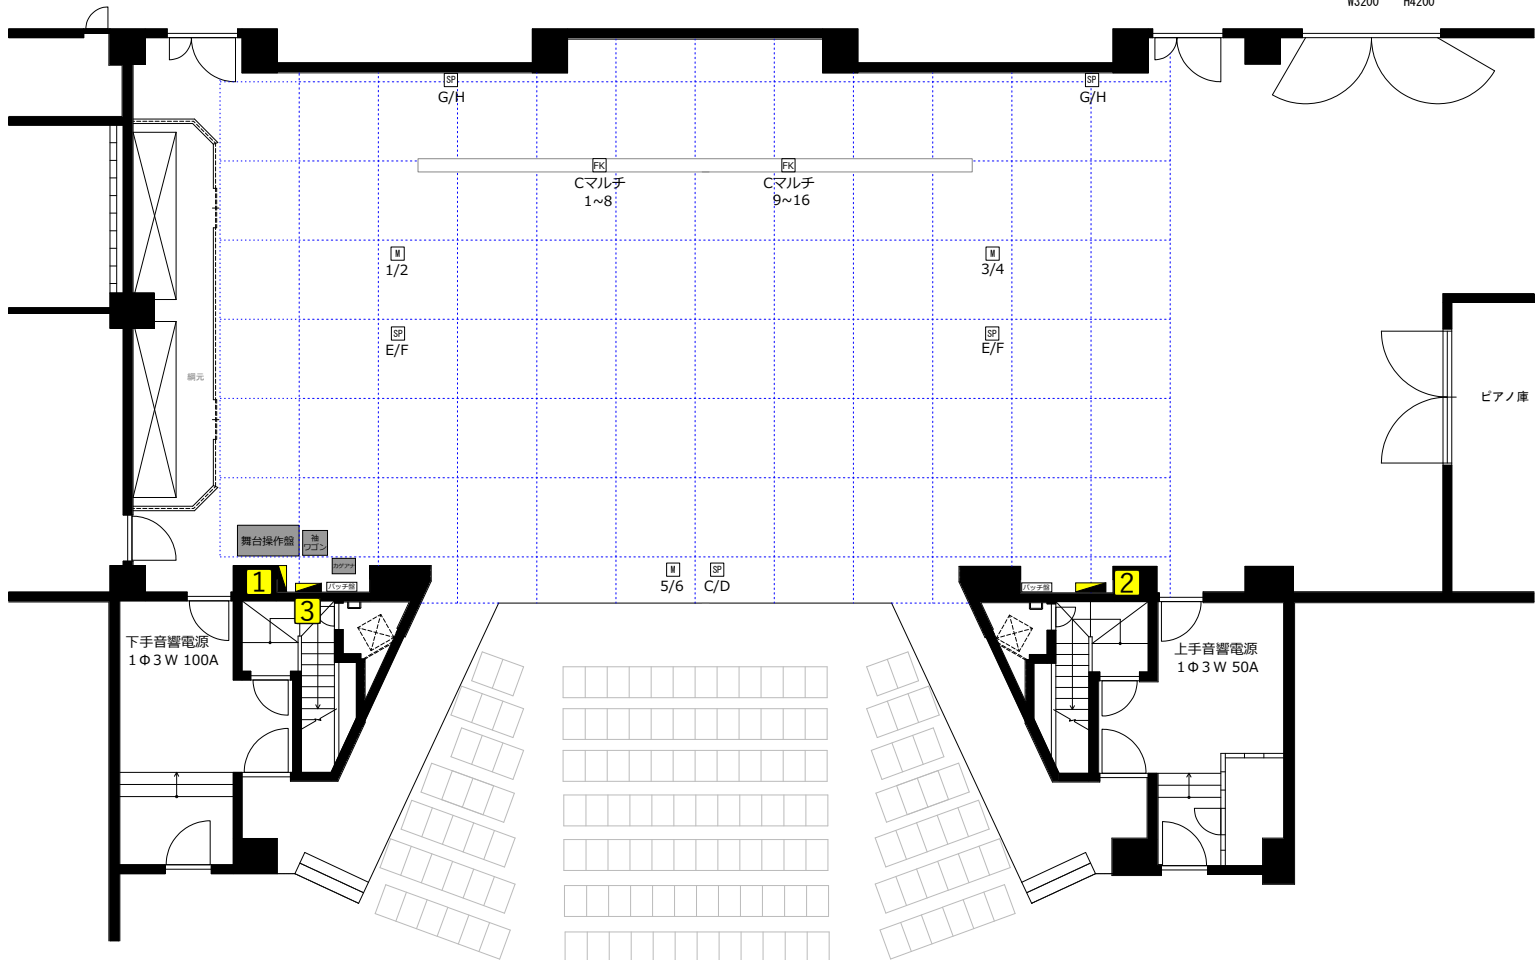 W3200 H4200
SP
G/H
SP
G/H
FK
Cマルチ
1~8
FK
Cマルチ
9~16
M
1/2
M
3/4
SP
E/F
SP
E/F
綱元
ピアノ庫
舞台操作盤
袖
ワゴン
カゲアナ
1
パッチ盤
3
M
5/6
SP
C/D
パッチ盤
2
下手音響電源
1Φ3W 100A
上手音響電源
1Φ3W 50A